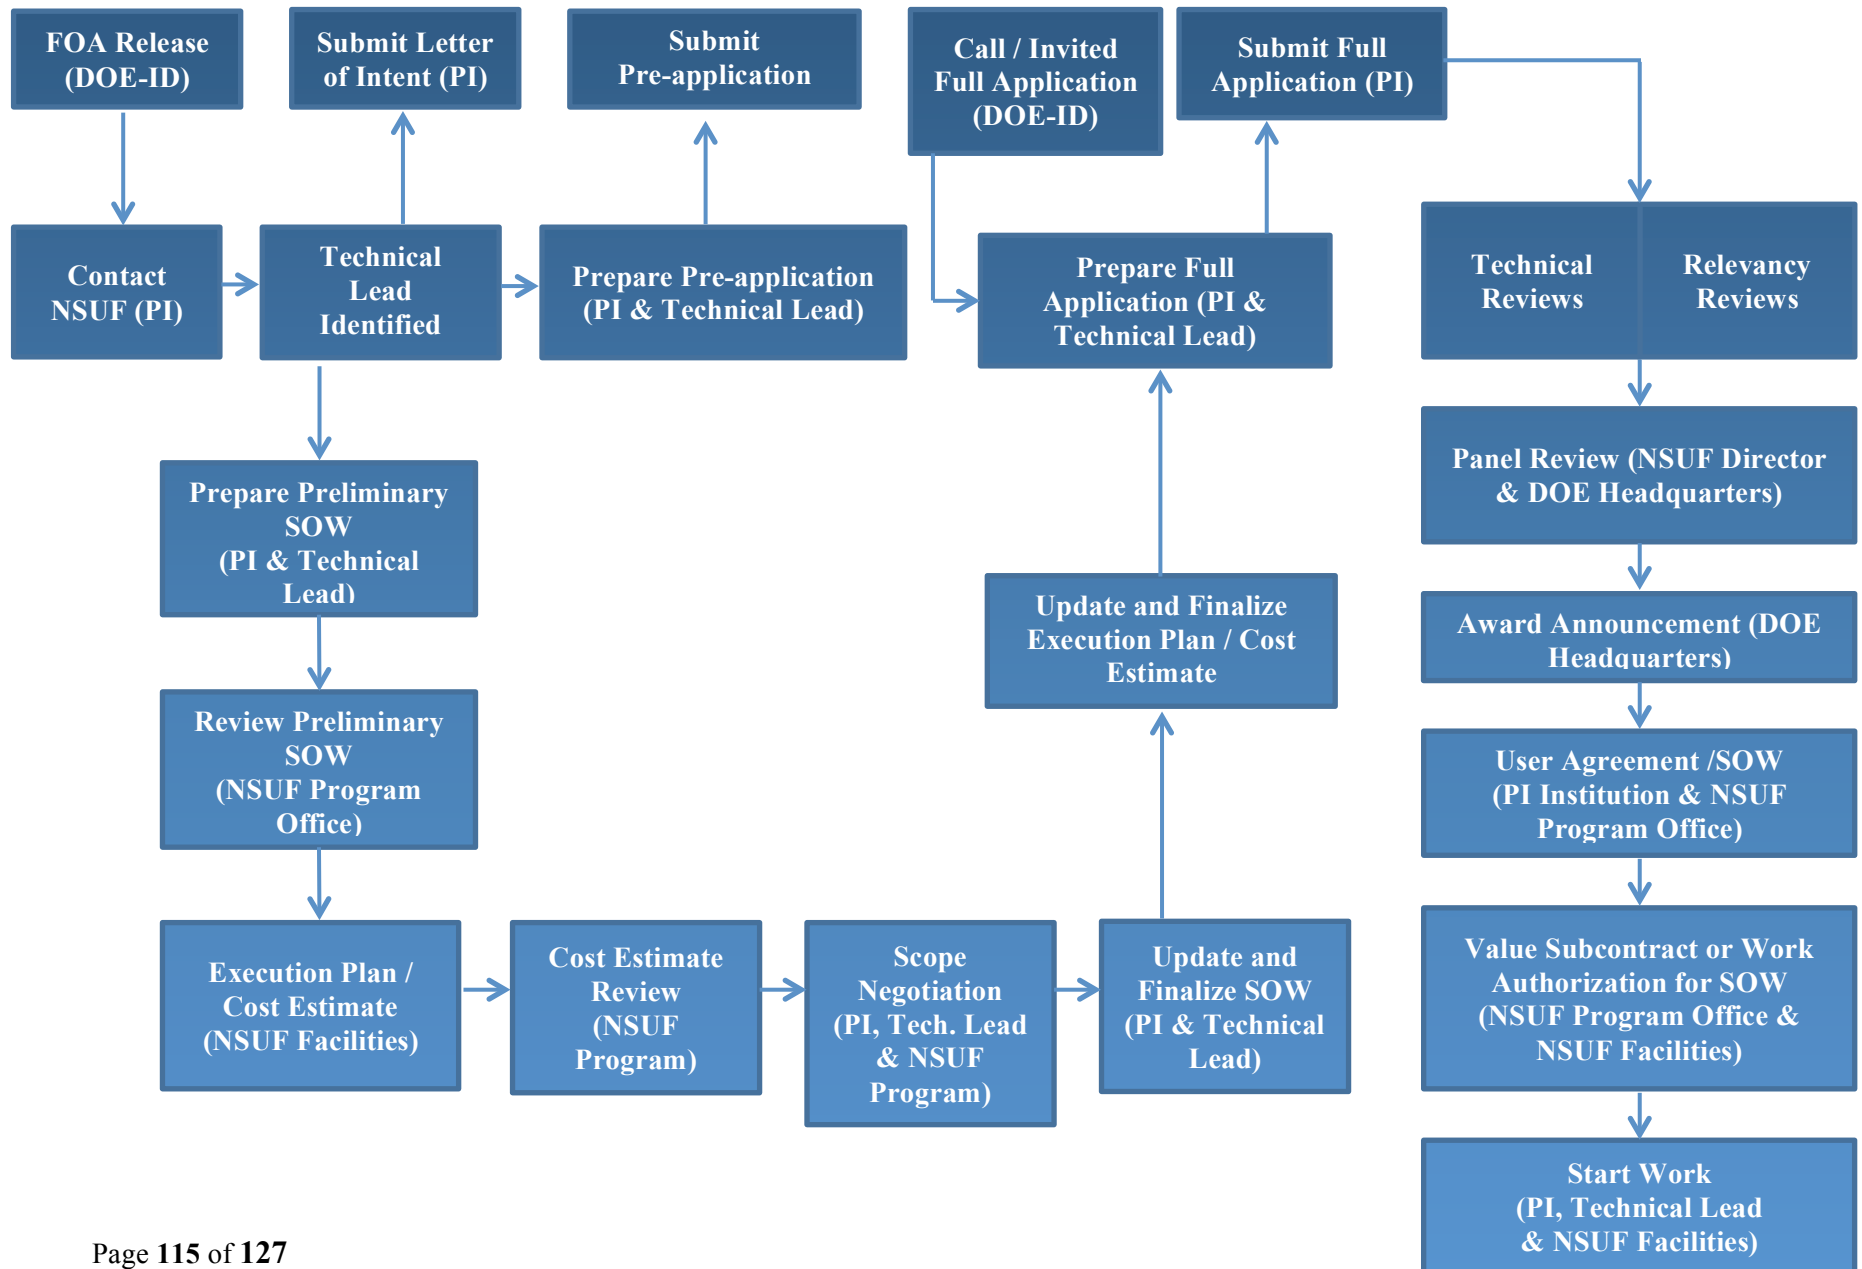 FOA Release
(DOE-ID)
Submit Letter
of Intent (PI)
Submit
Pre-application
Call / Invited
Full Application
(DOE-ID)
Submit Full
Application (PI)
Contact
NSUF (PI)
Technical
Lead
Identified
Prepare Pre-application
(PI & Technical Lead)
Prepare Full
Application (PI &
Technical Lead)
Technical
Reviews
Relevancy
Reviews
Prepare Preliminary
SOW
(PI & Technical
Lead)
Panel Review (NSUF Director
& DOE Headquarters)
Update and Finalize
Execution Plan / Cost
Estimate
Award Announcement (DOE
Headquarters)
Review Preliminary
SOW
(NSUF Program
Office)
User Agreement /SOW
(PI Institution & NSUF
Program Office)
Execution Plan /
Cost Estimate
(NSUF Facilities)
Cost Estimate
Review
(NSUF
Program)
Scope
Negotiation
(PI, Tech. Lead
& NSUF
Program)
Update and
Finalize SOW
(PI & Technical
Lead)
Value Subcontract or Work
Authorization for SOW
(NSUF Program Office &
NSUF Facilities)
Start Work
(PI, Technical Lead
& NSUF Facilities)
Page 115 of 127